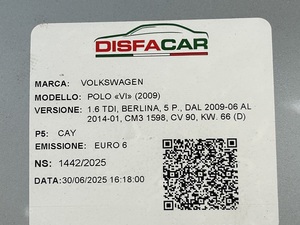 DISFACAR
MARCA: VOLKSWAGEN
MODELLO: POLO «VI» (2009)
VERSIONE: 1.6 TDI, BERLINA, 5 P., DAL 2009-06 AL
2014-01, CM3 1598, CV 90, KW. 66 (D)
P5: CAY
EMISSIONE: EURO 6
NS: 1442/2025
DATA:30/06/2025 16:18:00